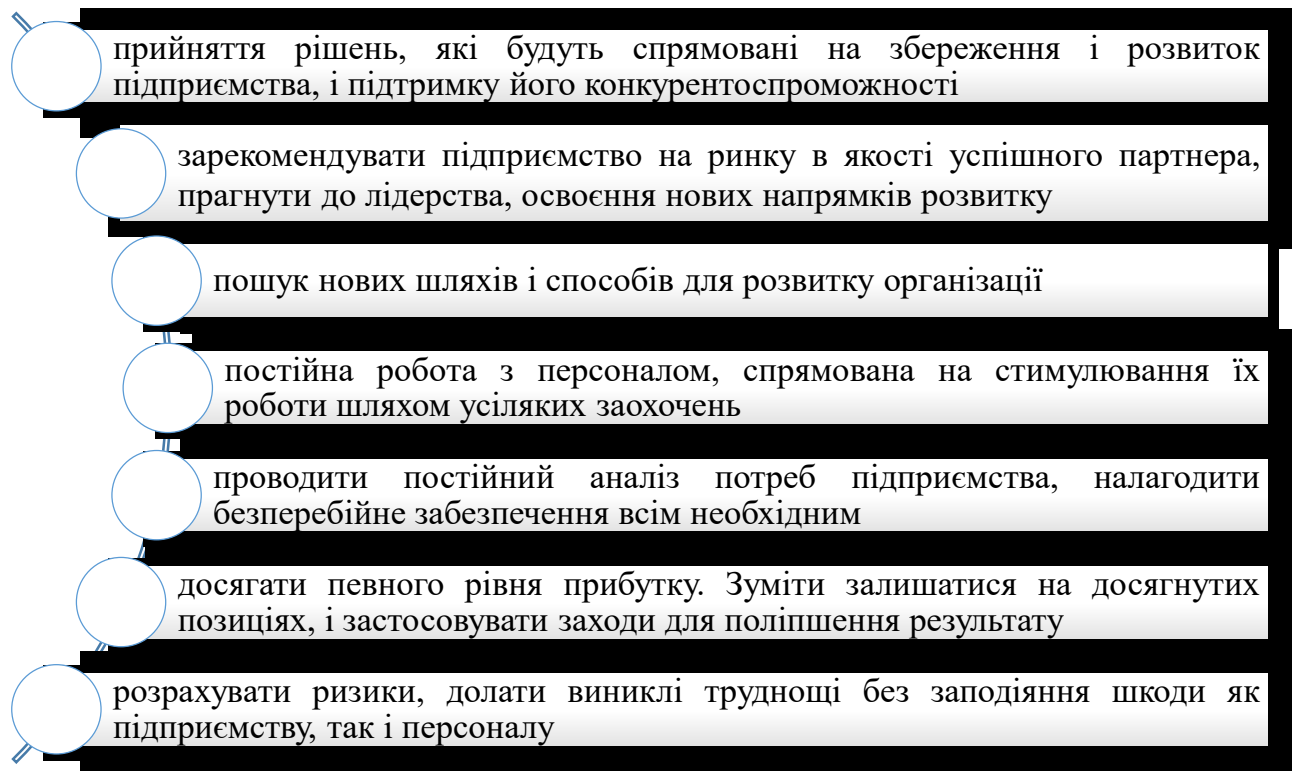 прийняття рішень, які будуть спрямовані на збереження і розвиток
підприємства, і підтримку його конкурентоспроможності
зарекомендувати підприємство на ринку в якості успішного партнера,
прагнути до лідерства, освоєння нових напрямків розвитку
пошук нових шляхів і способів для розвитку організації
постійна робота з персоналом, спрямована на стимулювання їх
роботи шляхом усіляких заохочень
проводити постійний аналіз потреб підприємства, налагодити
безперебійне забезпечення всім необхідним
досягати певного рівня прибутку. Зуміти залишатися на досягнутих
позиціях, і застосовувати заходи для поліпшення результату
розрахувати ризики, долати виниклі труднощі без заподіяння шкоди як
підприємству, так і персоналу